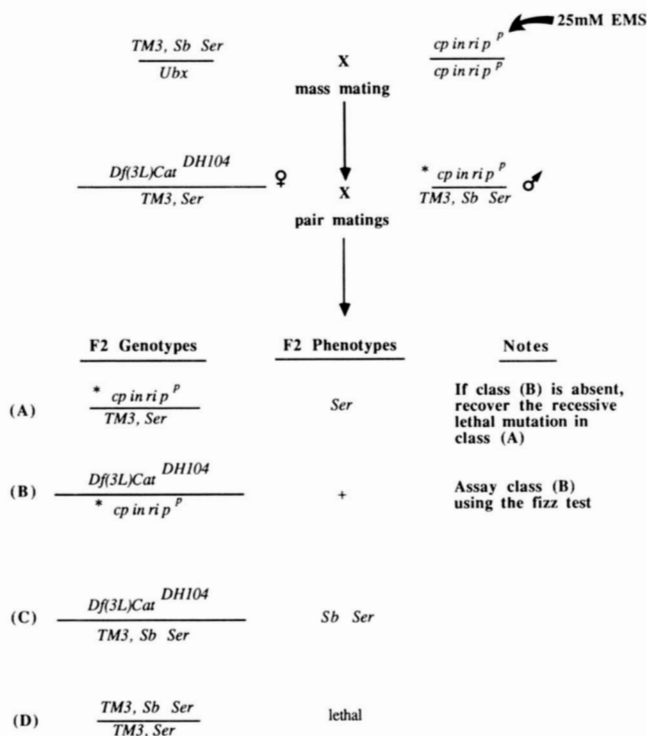 25mM EMS
TM3, Sb Ser
Ubx
X
mass mating
cp in ri p p
cp in ri p p
Df(3L)Cat DH104
TM3, Ser
♀
X
pair matings
* cp in ri p p
TM3, Sb Ser
♂
F2 Genotypes F2 Phenotypes Notes
(A)
* cp in ri p p
TM3, Ser
Ser
If class (B) is absent,
recover the recessive
lethal mutation in
class (A)
(B)
Df(3L)Cat DH104
* cp in ri p p
+
Assay class (B)
using the fizz test
(C)
Df(3L)Cat DH104
TM3, Sb Ser
Sb Ser
(D)
TM3, Sb Ser
TM3, Ser
lethal